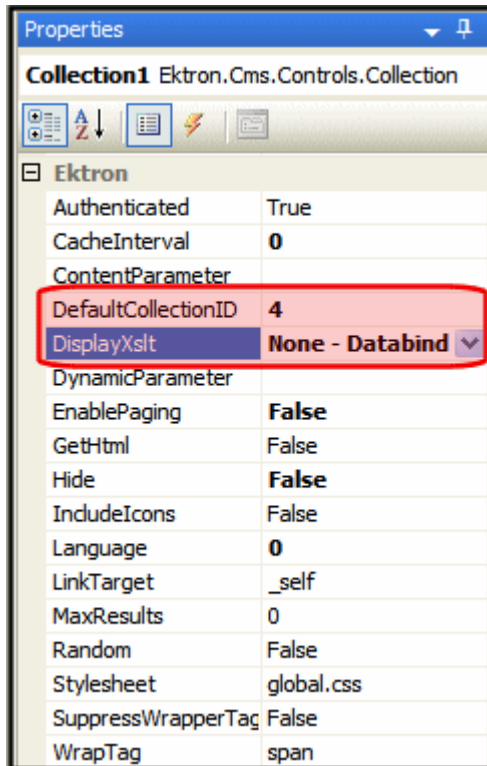 Properties
Collection1 Ektron.Cms.Controls.Collection
Ektron
Authenticated True
CacheInterval 0
ContentParameter
DefaultCollectionID 4
DisplayXslt None - Databind
DynamicParameter
EnablePaging False
GetHtml False
Hide False
IncludeIcons False
Language 0
LinkTarget _self
MaxResults 0
Random False
Stylesheet global.css
SuppressWrapperTag False
WrapTag span